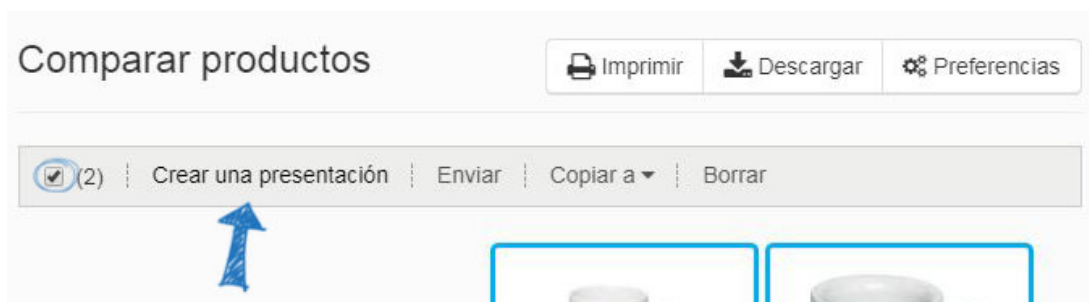 Comparar productos
Imprimir Descargar Preferencias
(2) Crear una presentación Enviar Copiar a Borrar